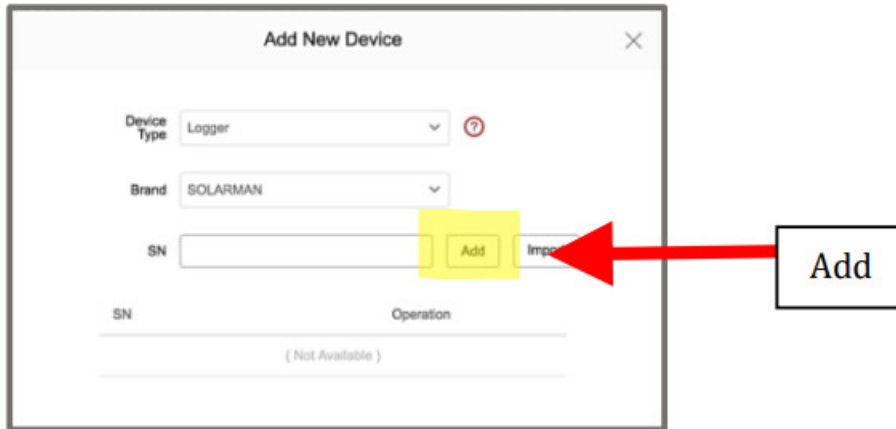 Add New Device
Device Type Logger
Brand SOLARMAN
SN Add
Add
SN Operation
( Not Available )